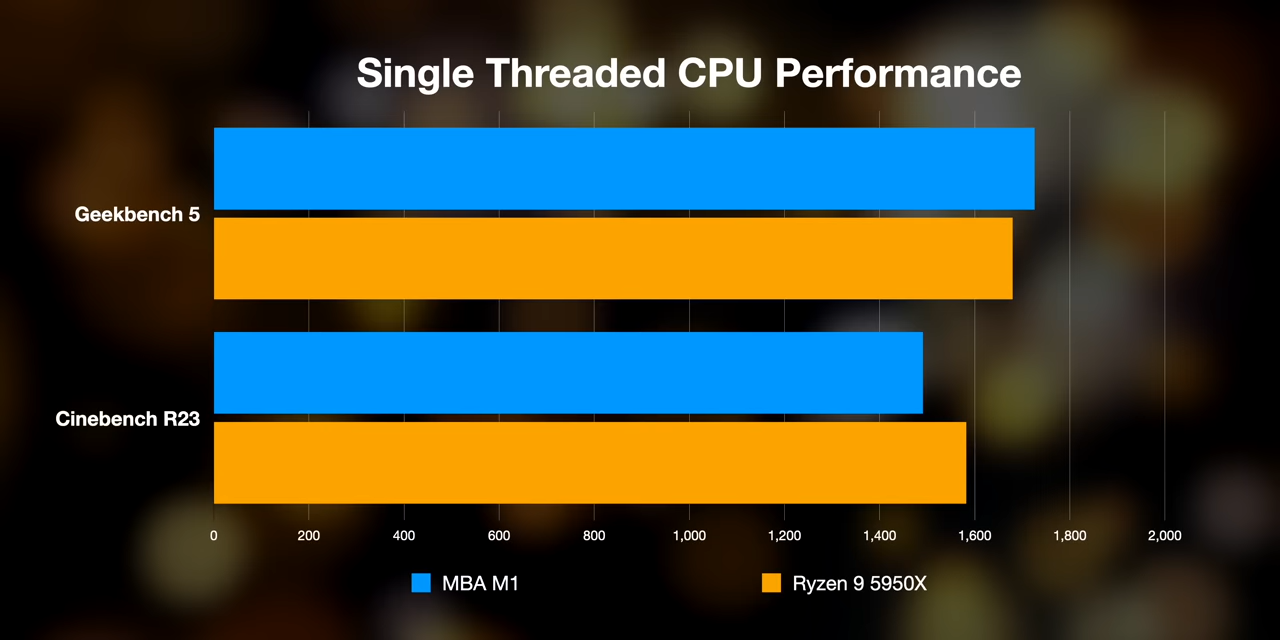 Single Threaded CPU Performance
Geekbench 5
Cinebench R23
0 200 400 600 800 1,000 1,200 1,400 1,600 1,800 2,000
MBA M1 Ryzen 9 5950X